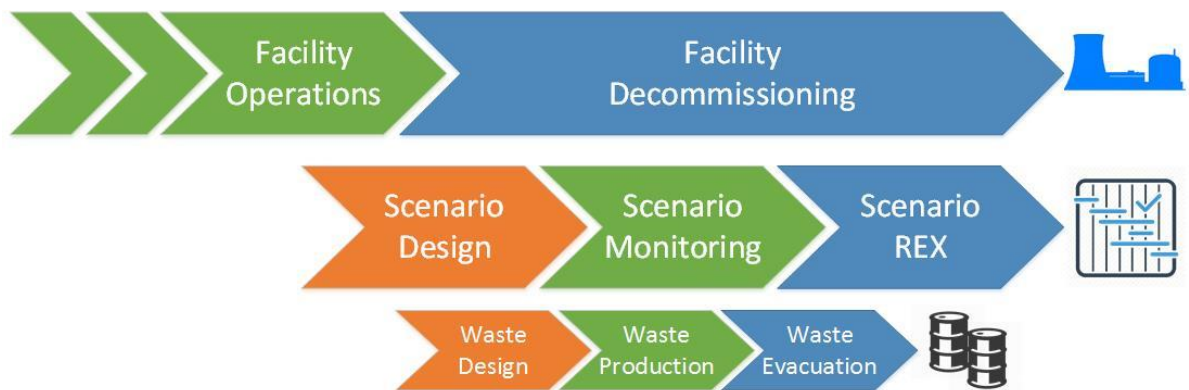 Facility
Operations
Facility
Decommissioning
Scenario
Design
Scenario
Monitoring
Scenario
REX
Waste
Design
Waste
Production
Waste
Evacuation